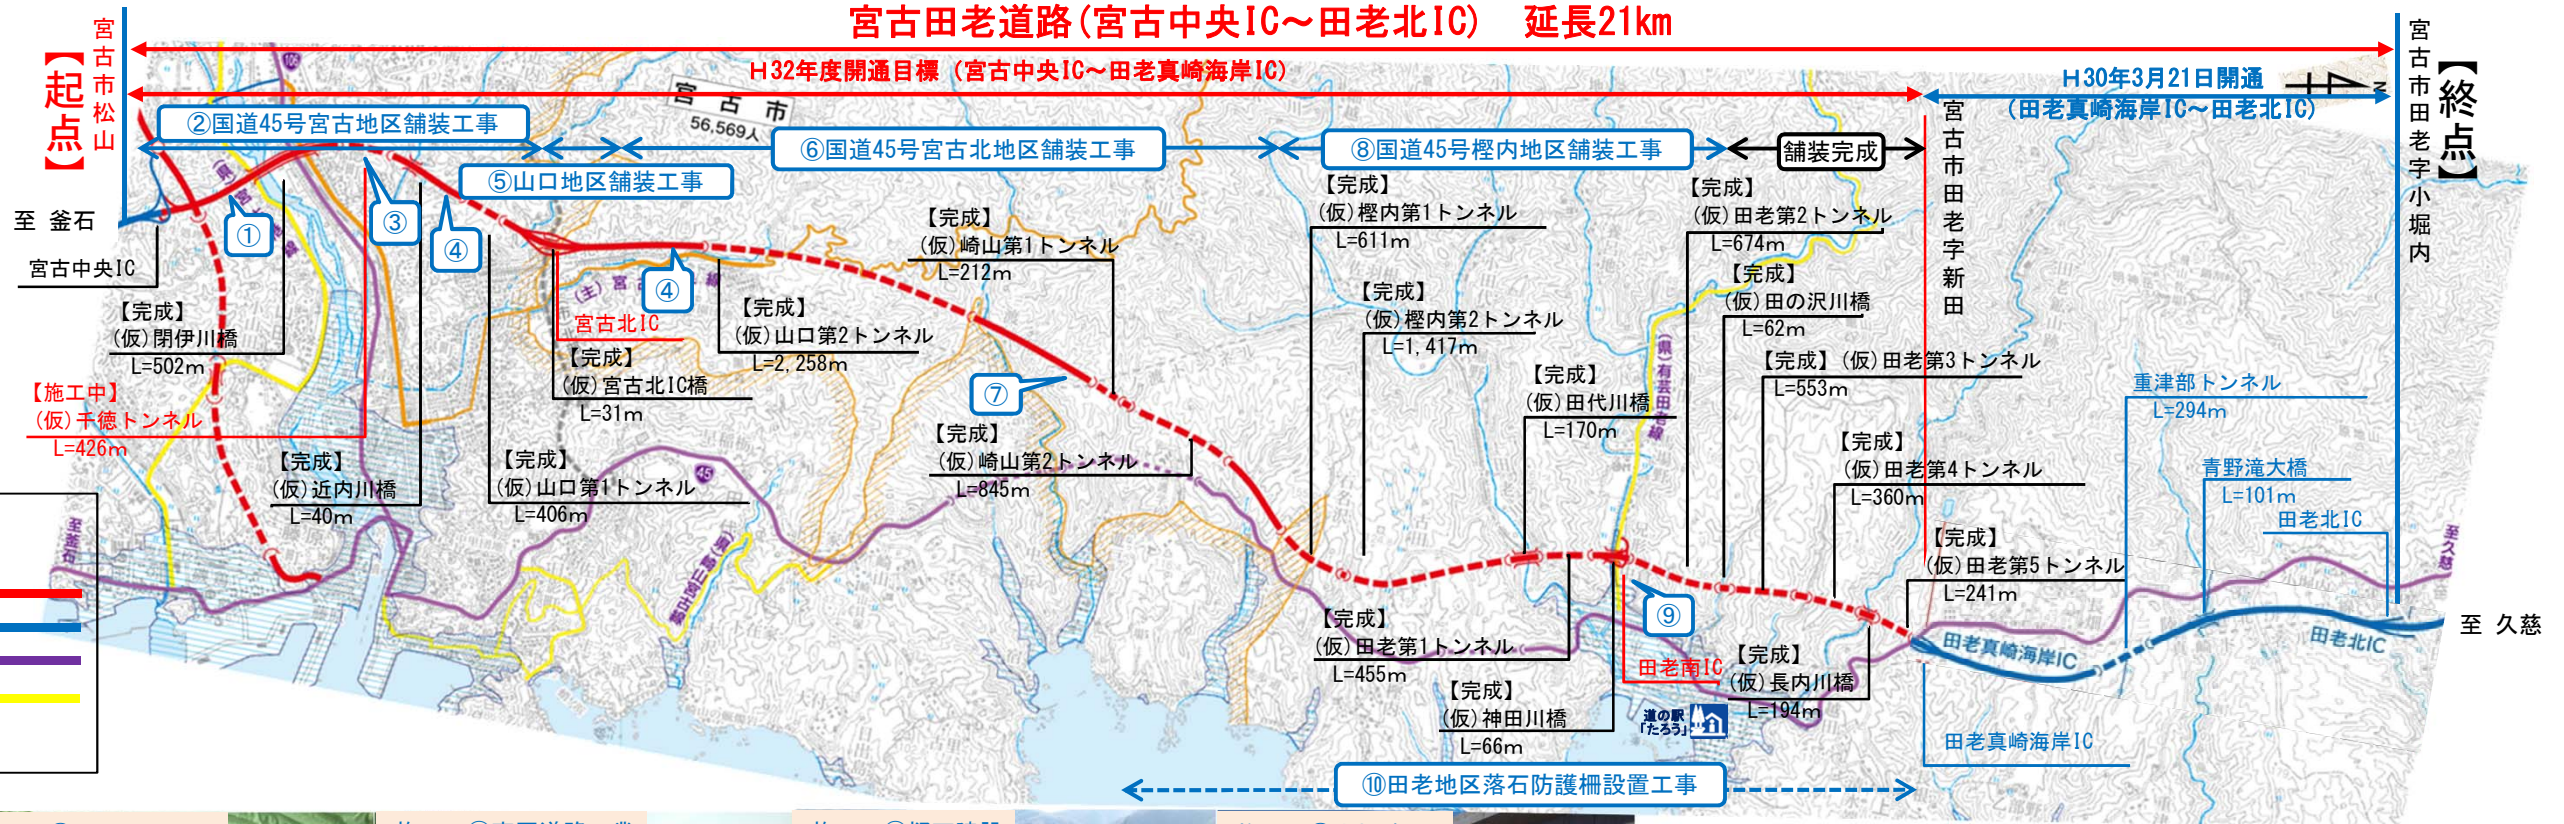 宮古田老道路(宮古中央IC～田老北IC)　延長21km
H32年度開通目標（宮古中央IC～田老真崎海岸IC）
H30年3月21日開通
(田老真崎海岸IC～田老北IC)
N
【起点】
宮古市松山
宮古市田老字新田
宮古市田老字小堀内
【終点】
106
宮古市
56,569人
②国道45号宮古地区舗装工事
⑤山口地区舗装工事
⑥国道45号宮古北地区舗装工事
⑧国道45号樫内地区舗装工事
舗装完成
至 釜石
宮古中央IC
①
③
④
④
⑦
⑨
【完成】
(仮)閉伊川橋
L=502m
【施工中】
(仮)千徳トンネル
L=426m
【完成】
(仮)近内川橋
L=40m
【完成】
(仮)山口第1トンネル
L=406m
宮古北IC
【完成】
(仮)宮古北IC橋
L=31m
【完成】
(仮)山口第2トンネル
L=2,258m
【完成】
(仮)崎山第1トンネル
L=212m
【完成】
(仮)崎山第2トンネル
L=845m
【完成】
(仮)樫内第1トンネル
L=611m
【完成】
(仮)樫内第2トンネル
L=1,417m
【完成】
(仮)田代川橋
L=170m
【完成】
(仮)田老第1トンネル
L=455m
【完成】
(仮)神田川橋
L=66m
田老南IC
【完成】
(仮)田老第2トンネル
L=674m
【完成】
(仮)田の沢川橋
L=62m
【完成】(仮)田老第3トンネル
L=553m
【完成】
(仮)田老第4トンネル
L=360m
【完成】
(仮)長内川橋
L=194m
【完成】
(仮)田老第5トンネル
L=241m
重津部トンネル
L=294m
青野滝大橋
L=101m
田老北IC
田老真崎海岸IC
田老北IC
田老真崎海岸IC
(県)有芸田老線
45
至釜石
至久慈
至 久慈
道の駅
「たろう」
⑩田老地区落石防護柵設置工事